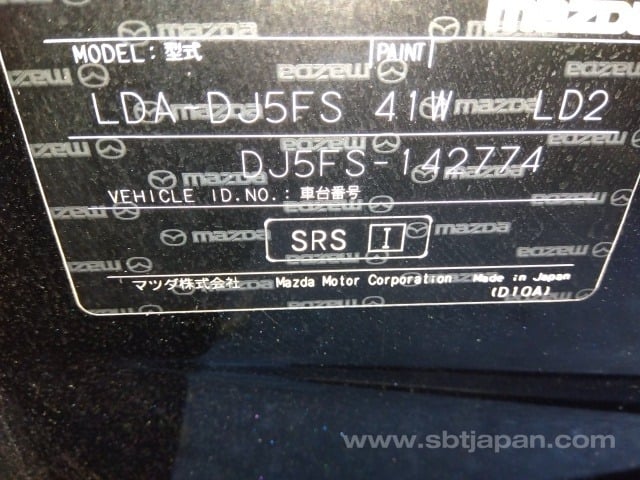 mazda
MODEL: 型式 PAINT
LDA-DJ5FS 41W LD2
DJ5FS-142774
VEHICLE ID.NO.: 車台番号
SRS I
マツダ株式会社 Mazda Motor Corporation Made in Japan
(D10A)
www.sbtjapan.com